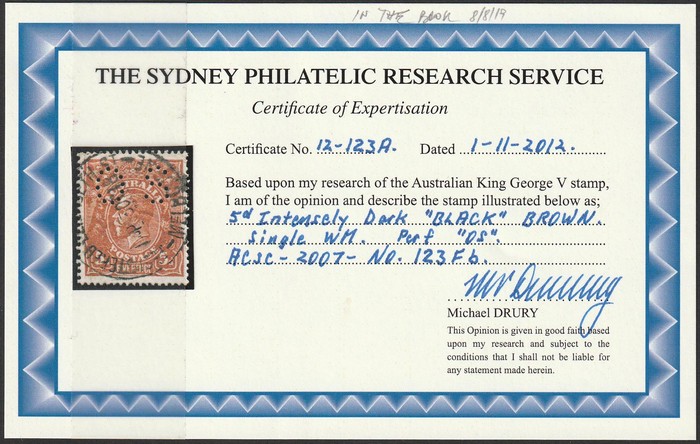 IN THE BOOK 8/8/19
THE SYDNEY PHILATELIC RESEARCH SERVICE
Certificate of Expertisation
Certificate No. 12-123A. Dated 1-11-2012.
Based upon my research of the Australian King George V stamp,
I am of the opinion and describe the stamp illustrated below as;
5d Intensely Dark "BLACK" BROWN.
Single WM. Perf "OS".
ACSC-2007-No. 123Fb.
Michael DRURY
This Opinion is given in good faith based
upon my research and subject to the
conditions that I shall not be liable for
any statement made herein.
AUSTRALIA
POSTAGE